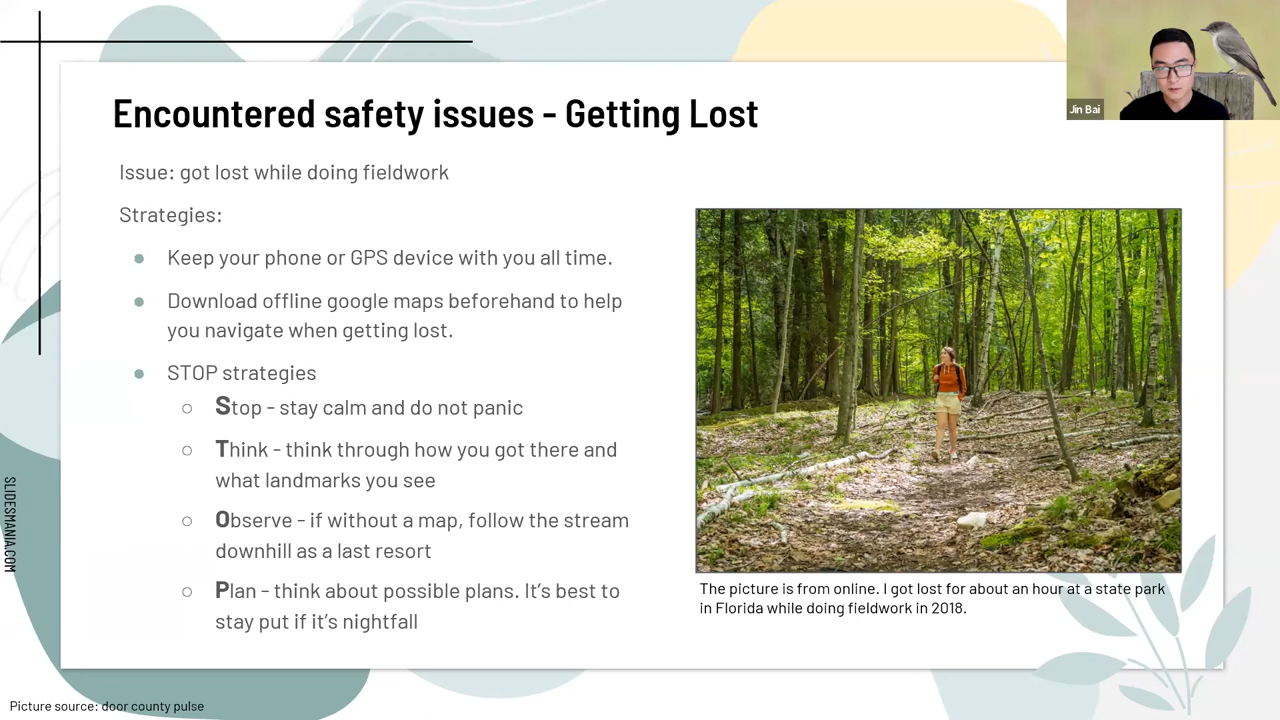 Encountered safety issues - Getting Lost
Jin Bai
Issue: got lost while doing fieldwork
Strategies:
● Keep your phone or GPS device with you all time.
● Download offline google maps beforehand to help
you navigate when getting lost.
● STOP strategies
○ Stop - stay calm and do not panic
○ Think - think through how you got there and
what landmarks you see
○ Observe - if without a map, follow the stream
downhill as a last resort
○ Plan - think about possible plans. It’s best to
stay put if it’s nightfall
The picture is from online. I got lost for about an hour at a state park
in Florida while doing fieldwork in 2018.
SLIDESMANIA.COM
Picture source: door county pulse